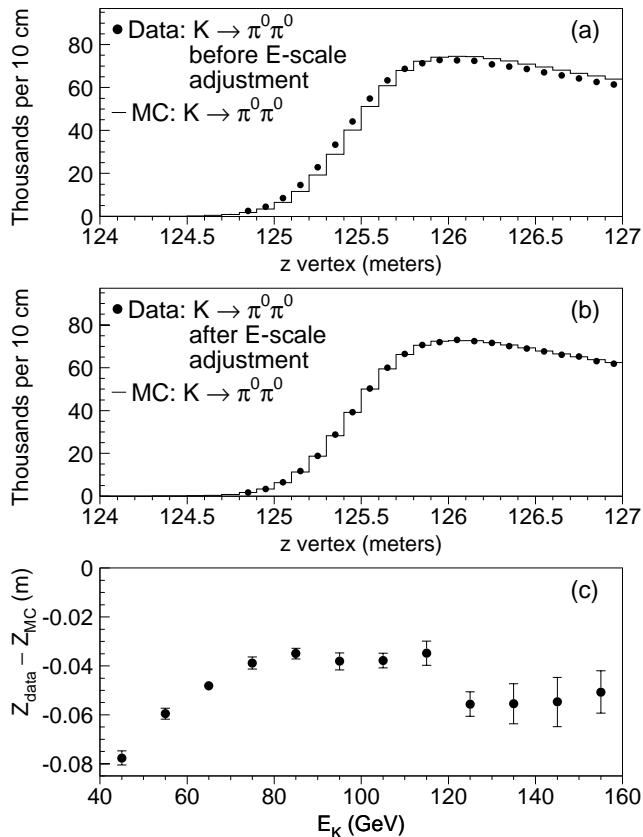 Thousands per 10 cm
80
60
40
20
0
● Data: K → π⁰π⁰
before E-scale
adjustment
– MC: K → π⁰π⁰
(a)
124 124.5 125 125.5 126 126.5 127
z vertex (meters)
Thousands per 10 cm
80
60
40
20
0
● Data: K → π⁰π⁰
after E-scale
adjustment
– MC: K → π⁰π⁰
(b)
124 124.5 125 125.5 126 126.5 127
z vertex (meters)
Z_data – Z_MC (m)
0
-0.02
-0.04
-0.06
-0.08
(c)
40 60 80 100 120 140 160
E_K (GeV)